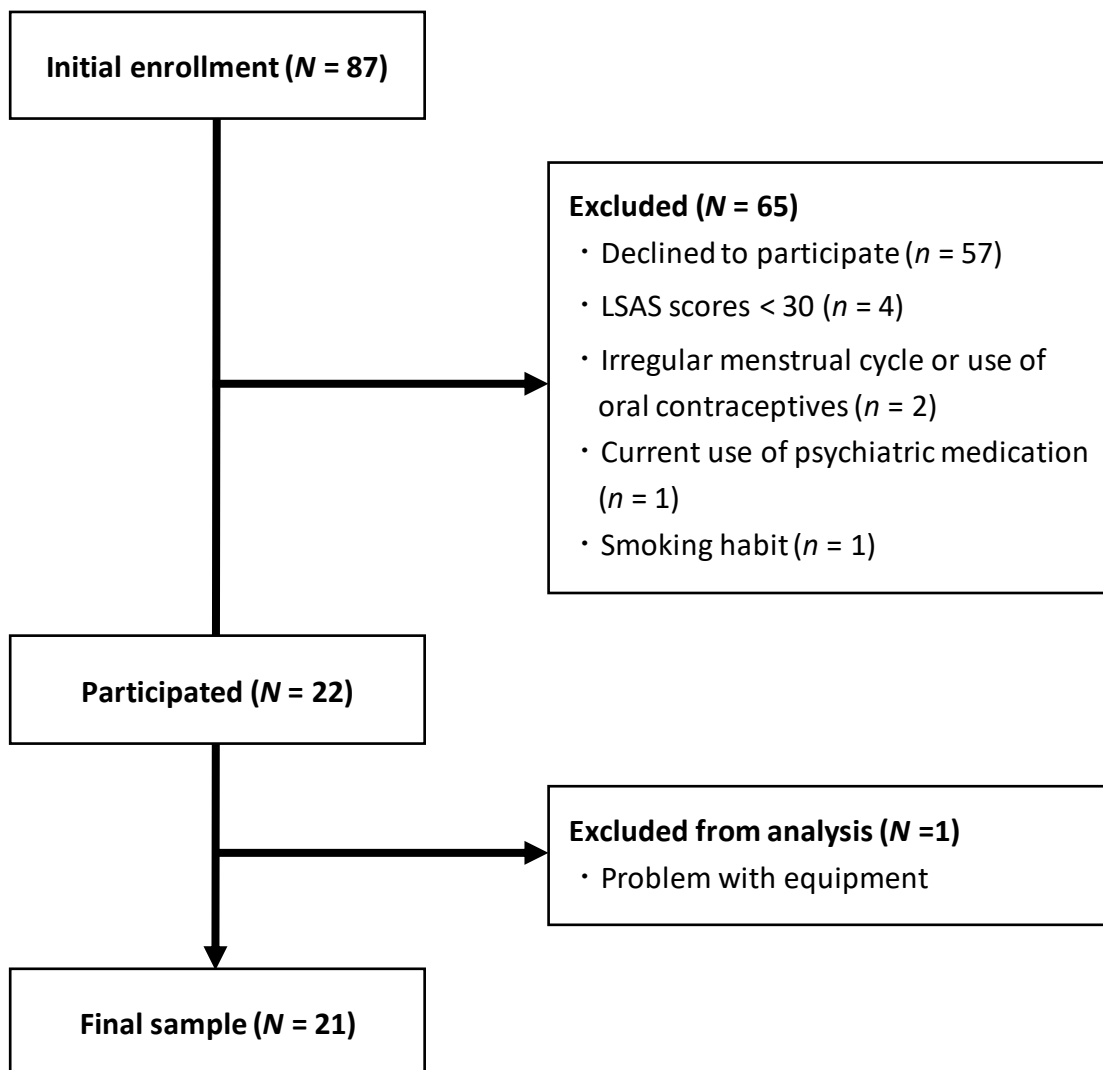 Initial enrollment (N = 87)
Excluded (N = 65)
・Declined to participate (n = 57)
・LSAS scores < 30 (n = 4)
・Irregular menstrual cycle or use of
oral contraceptives (n = 2)
・Current use of psychiatric medication
(n = 1)
・Smoking habit (n = 1)
Participated (N = 22)
Excluded from analysis (N =1)
・Problem with equipment
Final sample (N = 21)